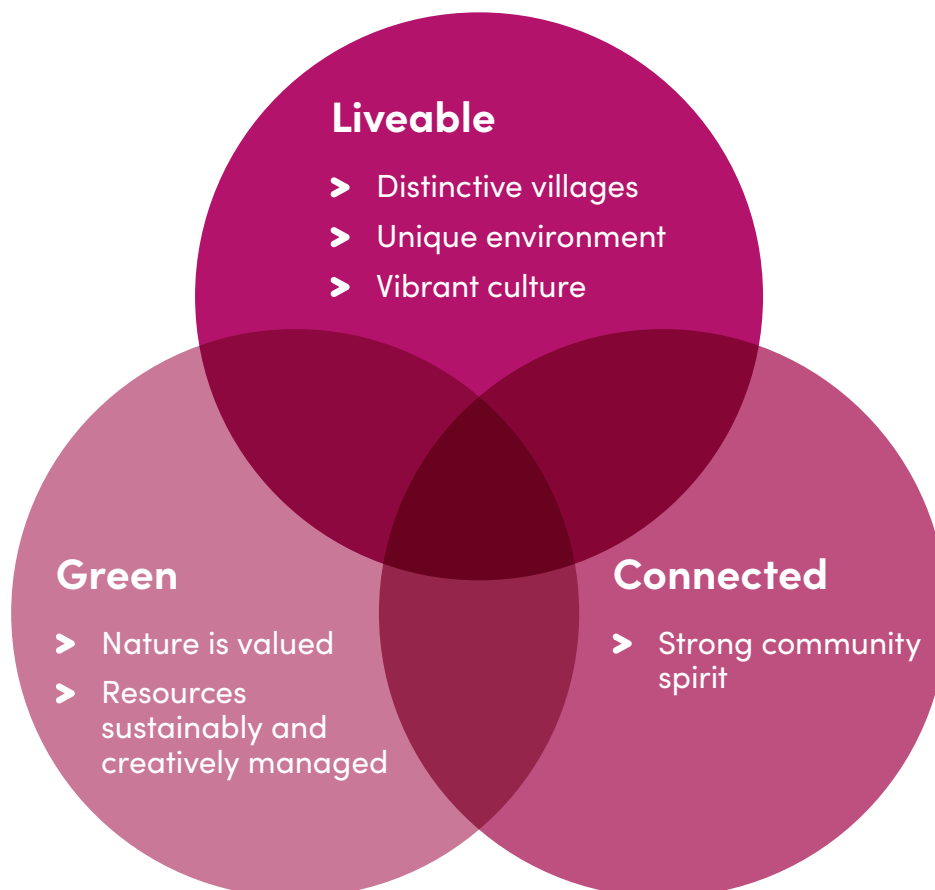 Liveable
> Distinctive villages
> Unique environment
> Vibrant culture
Green
> Nature is valued
> Resources
sustainably and
creatively managed
Connected
> Strong community
spirit